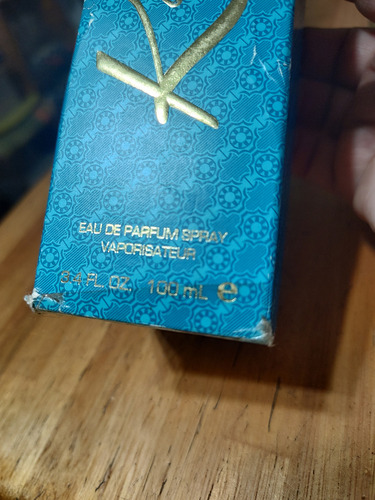 EAU DE PARFUM SPRAY
VAPORISATEUR
3.4 FL. OZ. 100 mL e